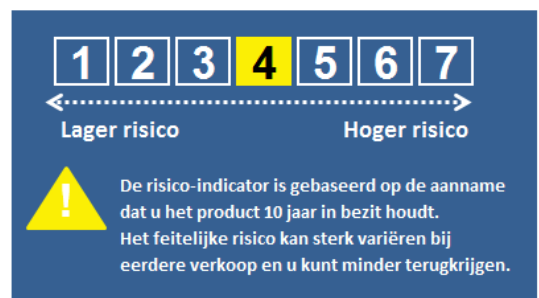 1 2 3 4 5 6 7
Lager risico Hoger risico
! De risico-indicator is gebaseerd op de aanname
dat u het product 10 jaar in bezit houdt.
Het feitelijke risico kan sterk variëren bij
eerdere verkoop en u kunt minder terugkrijgen.